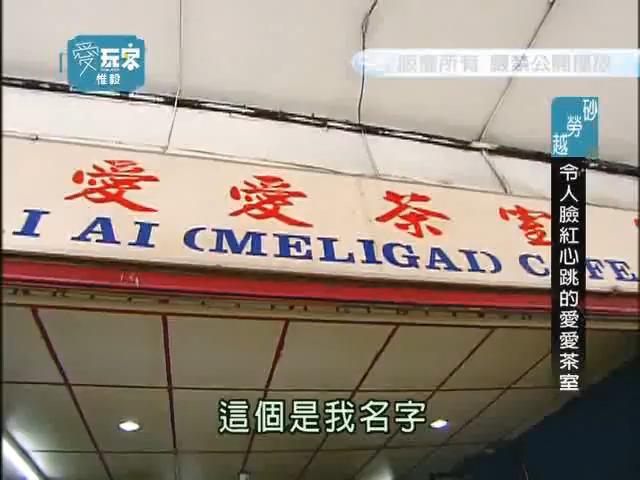 愛玩客
惟毅
版權所有 嚴禁公開播放
砂勞越
令人臉紅心跳的愛愛茶室
愛愛茶室
I AI (MELIGAI) CAFE
這個是我名字